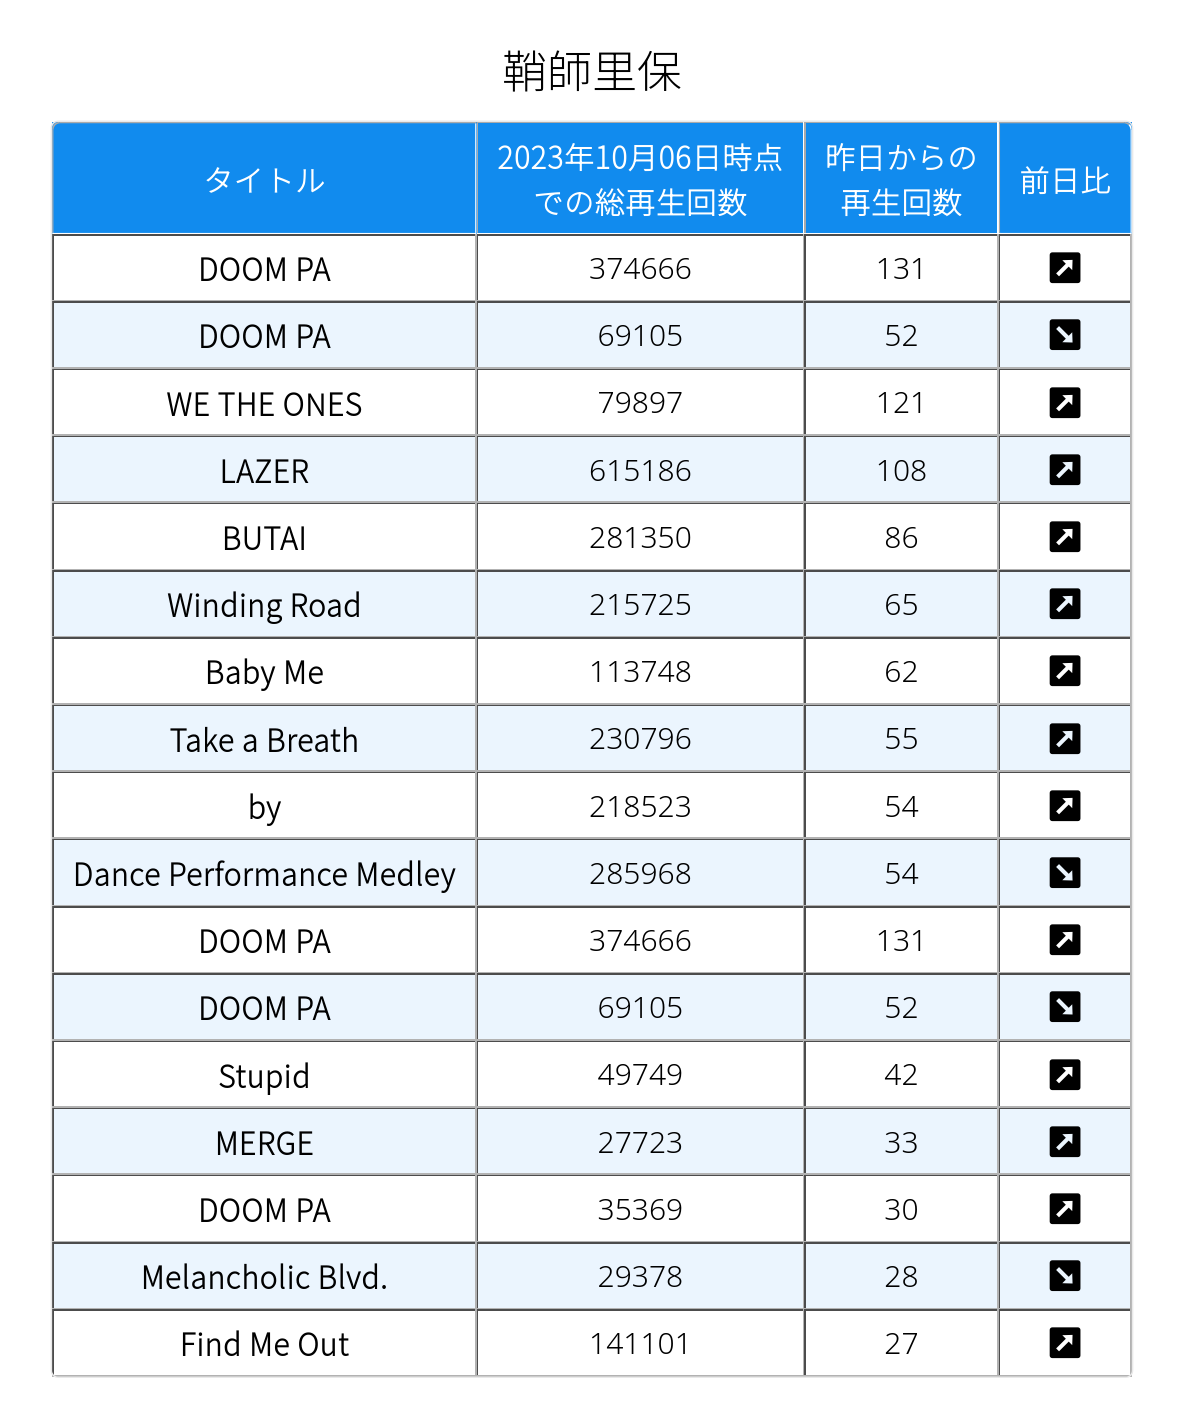 鞘師里保
タイトル 2023年10月06日時点での総再生回数 昨日からの再生回数 前日比
DOOM PA 374666 131 ↗
DOOM PA 69105 52 ↘
WE THE ONES 79897 121 ↗
LAZER 615186 108 ↗
BUTAI 281350 86 ↗
Winding Road 215725 65 ↗
Baby Me 113748 62 ↗
Take a Breath 230796 55 ↗
by 218523 54 ↗
Dance Performance Medley 285968 54 ↘
DOOM PA 374666 131 ↗
DOOM PA 69105 52 ↘
Stupid 49749 42 ↗
MERGE 27723 33 ↗
DOOM PA 35369 30 ↗
Melancholic Blvd. 29378 28 ↘
Find Me Out 141101 27 ↗